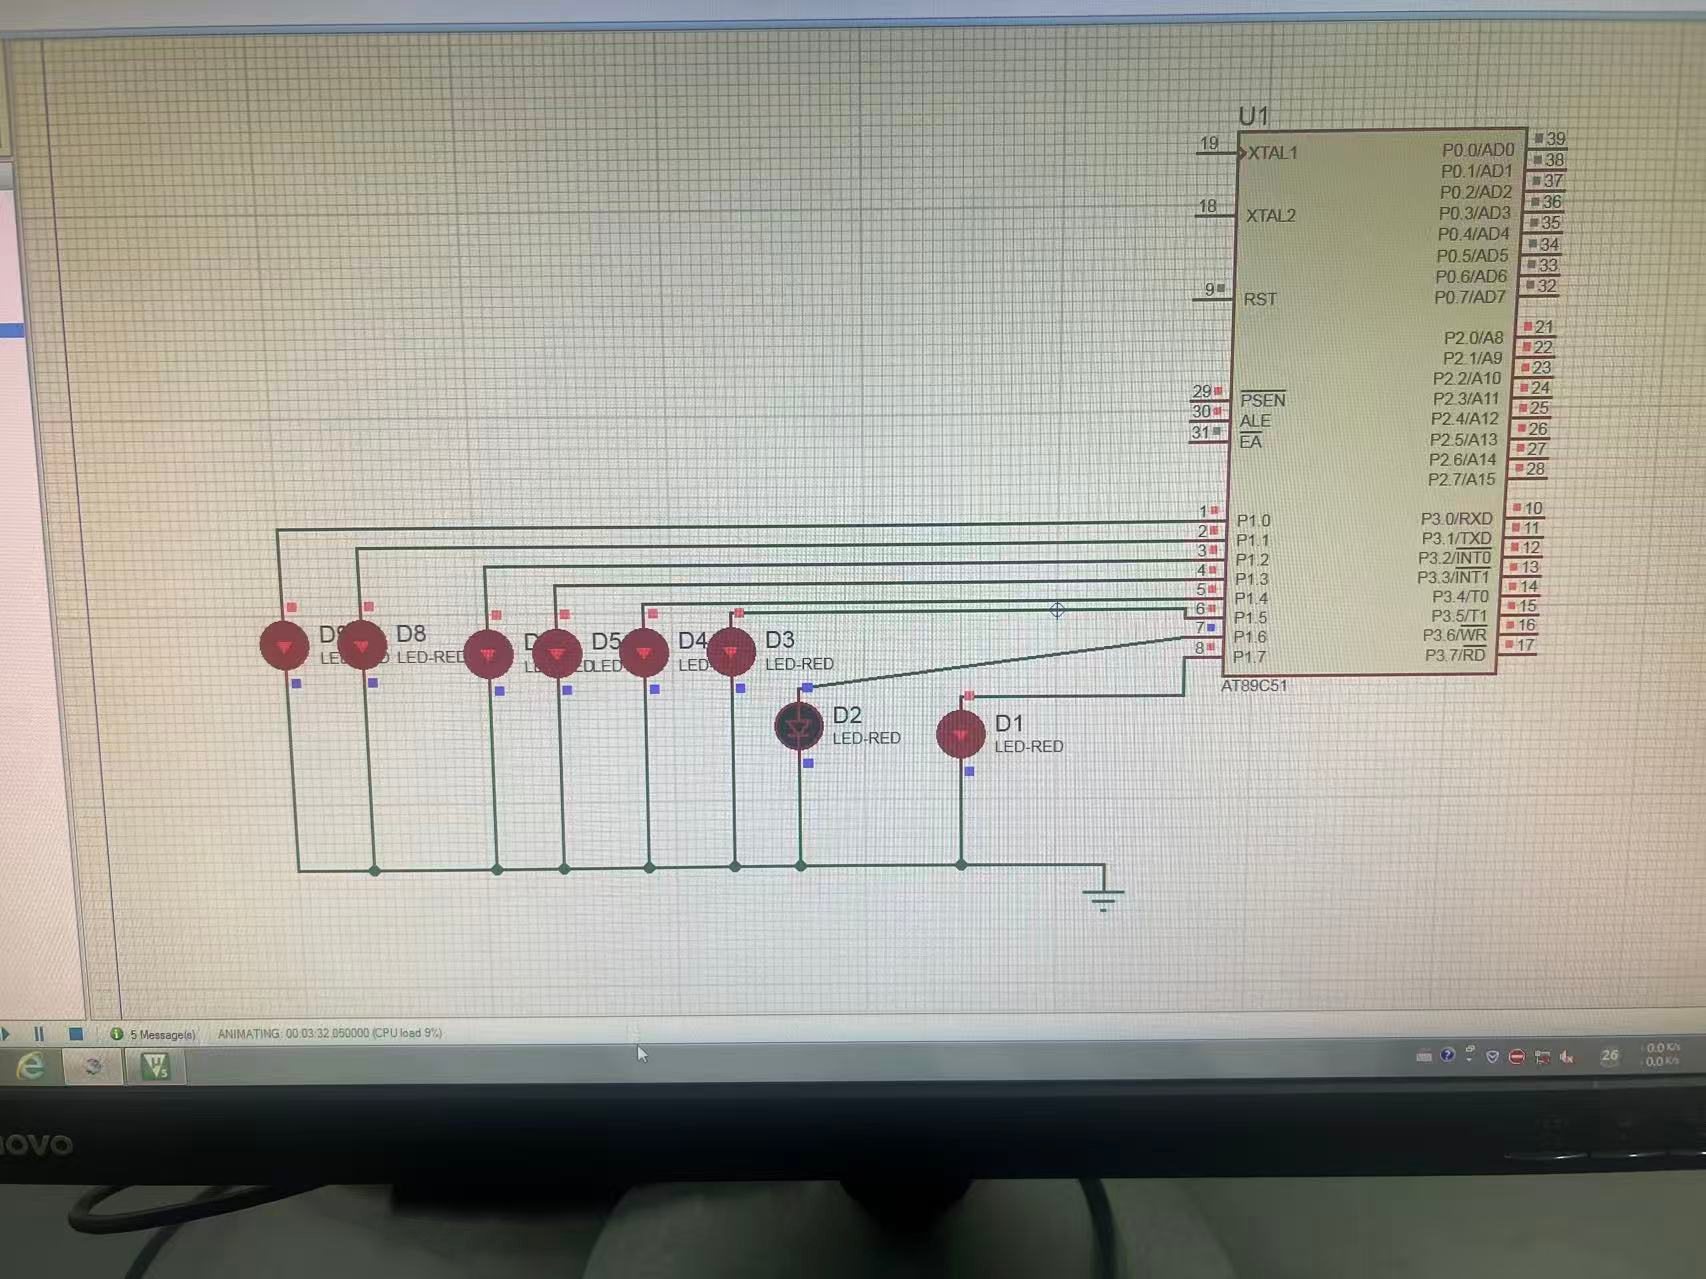 U1
19
XTAL1
18
XTAL2
9
RST
29
PSEN
30
ALE
31
EA
1
P1.0
2
P1.1
3
P1.2
4
P1.3
5
P1.4
6
P1.5
7
P1.6
8
P1.7
P0.0/AD0
39
P0.1/AD1
38
P0.2/AD2
37
P0.3/AD3
36
P0.4/AD4
35
P0.5/AD5
34
P0.6/AD6
33
P0.7/AD7
32
P2.0/A8
21
P2.1/A9
22
P2.2/A10
23
P2.3/A11
24
P2.4/A12
25
P2.5/A13
26
P2.6/A14
27
P2.7/A15
28
P3.0/RXD
10
P3.1/TXD
11
P3.2/INT0
12
P3.3/INT1
13
P3.4/T0
14
P3.5/T1
15
P3.6/WR
16
P3.7/RD
17
AT89C51
D8
LED-RED
D5
D4
D3
LED-RED
D2
LED-RED
D1
LED-RED
5 Message(s)
ANIMATING: 00:03:32.050000 (CPU load 9%)
26
0.0 K/s
0.0 K/s